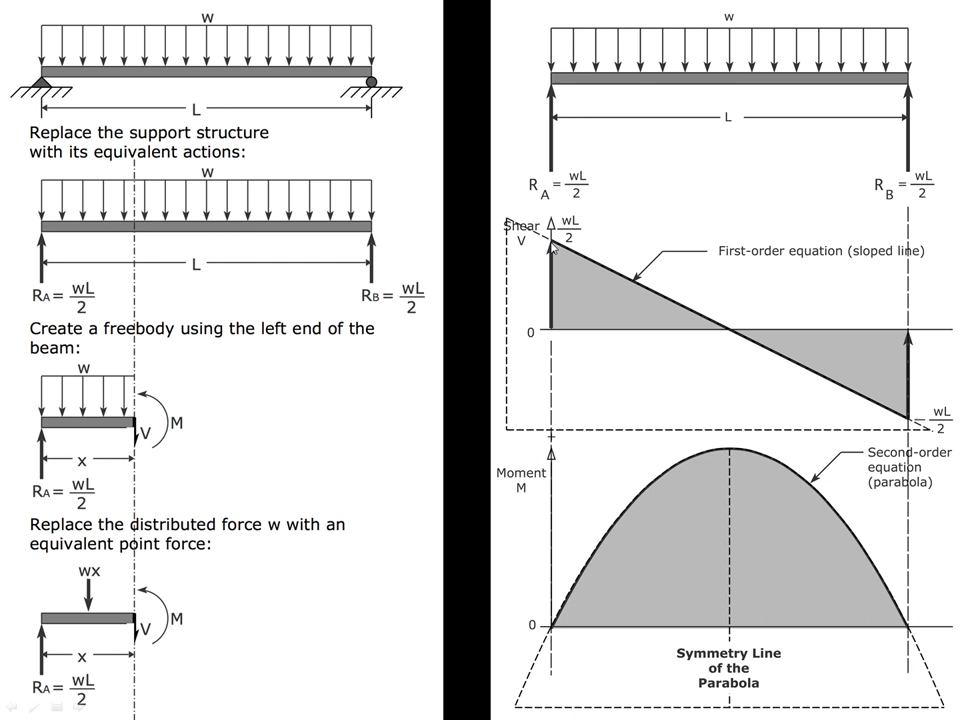 w
L
Replace the support structure
with its equivalent actions:
w
L
RA = wL/2
RB = wL/2
Create a freebody using the left end of the
beam:
w
M
V
x
RA = wL/2
Replace the distributed force w with an
equivalent point force:
wx
M
V
x
RA = wL/2
w
L
RA = wL/2
RB = wL/2
Shear
V
wL/2
First-order equation (sloped line)
0
- wL/2
+
Moment
M
Second-order
equation
(parabola)
0
Symmetry Line
of the
Parabola